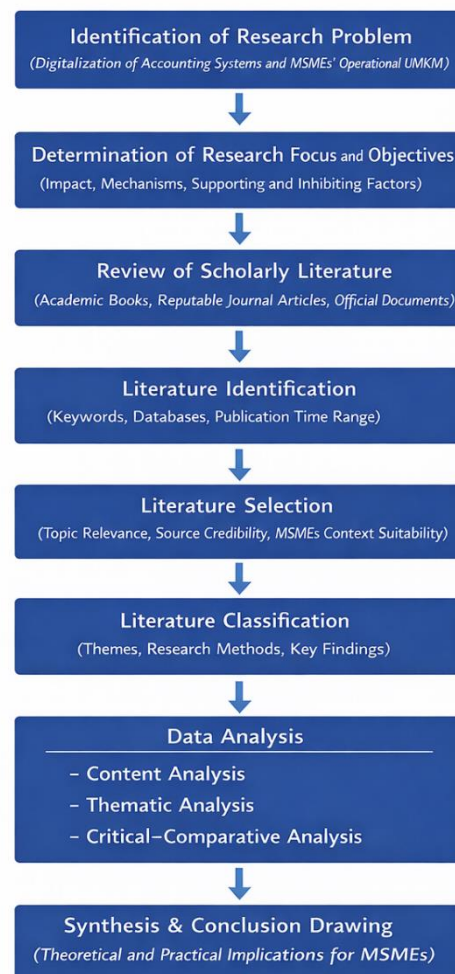 Identification of Research Problem
(Digitalization of Accounting Systems and MSMEs' Operational UMKM)
Determination of Research Focus and Objectives
(Impact, Mechanisms, Supporting and Inhibiting Factors)
Review of Scholarly Literature
(Academic Books, Reputable Journal Articles, Official Documents)
Literature Identification
(Keywords, Databases, Publication Time Range)
Literature Selection
(Topic Relevance, Source Credibility, MSMEs Context Suitability)
Literature Classification
(Themes, Research Methods, Key Findings)
Data Analysis
– Content Analysis
– Thematic Analysis
– Critical–Comparative Analysis
Synthesis & Conclusion Drawing
(Theoretical and Practical Implications for MSMEs)